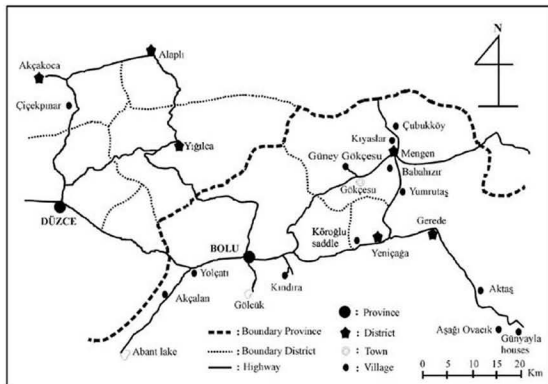 N
Alaplı
Akçakoca
Çiçekpınar
Çubukköy
Kıyaslar
Mengen
Yığılca
Güney Gökçesu
Babahızır
Gökçesu
Yumrutaş
DÜZCE
Gerede
Köroğlu
saddle
BOLU
Yeniçağa
Yolçatı
Kındıra
Akçalan
Gölcük
Aktaş
Aşağı Ovacık
Günyayla
houses
Abant lake
: Province
: Boundary Province
: District
: Boundary District
: Town
: Highway
: Village
0 5 10 15 20
Km